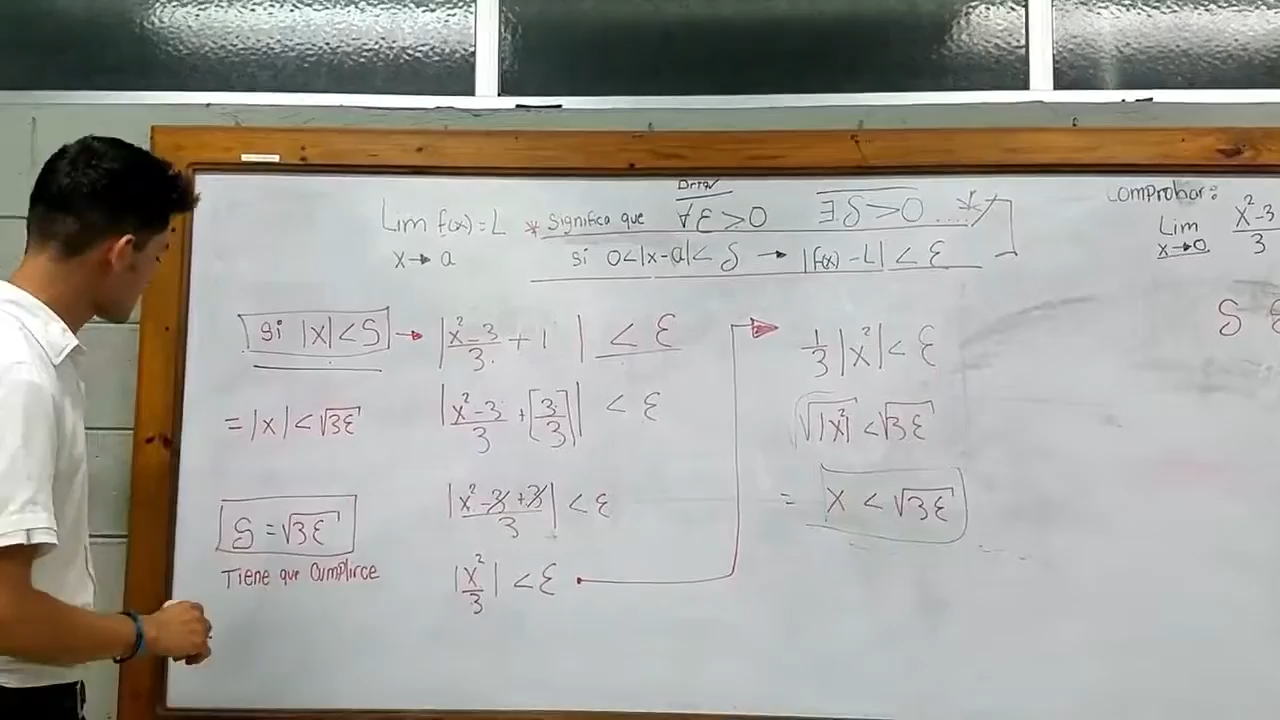 Lim f(x) = L * Significa que ∀ε>0 ∃δ>0 ....*
x→a si 0<|x-a|<δ → |f(x)-L|<ε
Comprobar:
Lim x²-3
x→0 3
si |x|<δ → |x²-3/3 + 1| < ε
= |x| < √3ε
|x²-3/3 + [3/3]| < ε
|x²-3+3/3| < ε
δ = √3ε
Tiene que Cumplirce
|x²/3| < ε
1/3 |x²| < ε
√|x²| < √3ε
= x < √3ε
δ